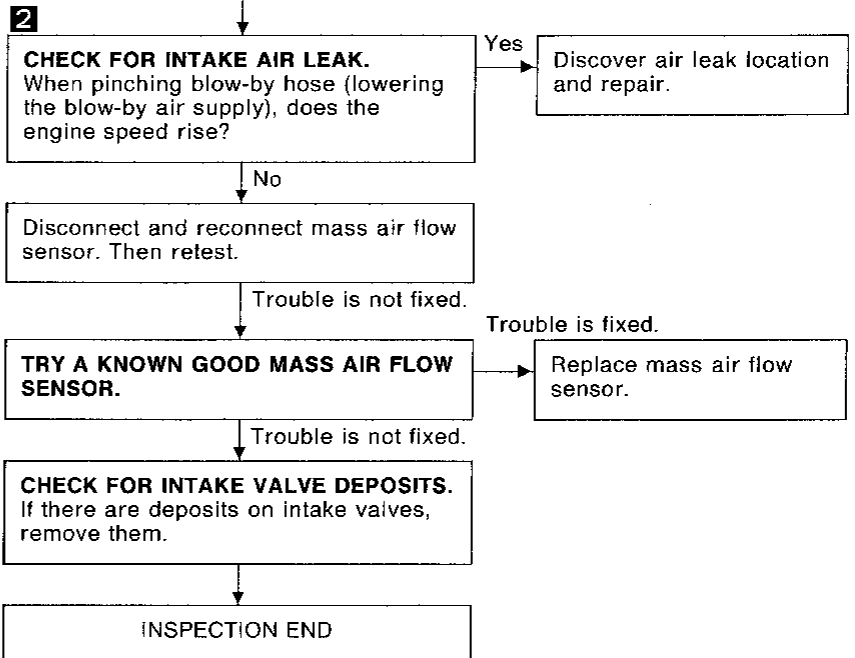 2
CHECK FOR INTAKE AIR LEAK.
When pinching blow-by hose (lowering
the blow-by air supply), does the
engine speed rise?
Yes
Discover air leak location
and repair.
No
Disconnect and reconnect mass air flow
sensor. Then retest.
Trouble is not fixed.
TRY A KNOWN GOOD MASS AIR FLOW
SENSOR.
Trouble is fixed.
Replace mass air flow
sensor.
Trouble is not fixed.
CHECK FOR INTAKE VALVE DEPOSITS.
If there are deposits on intake valves,
remove them.
INSPECTION END